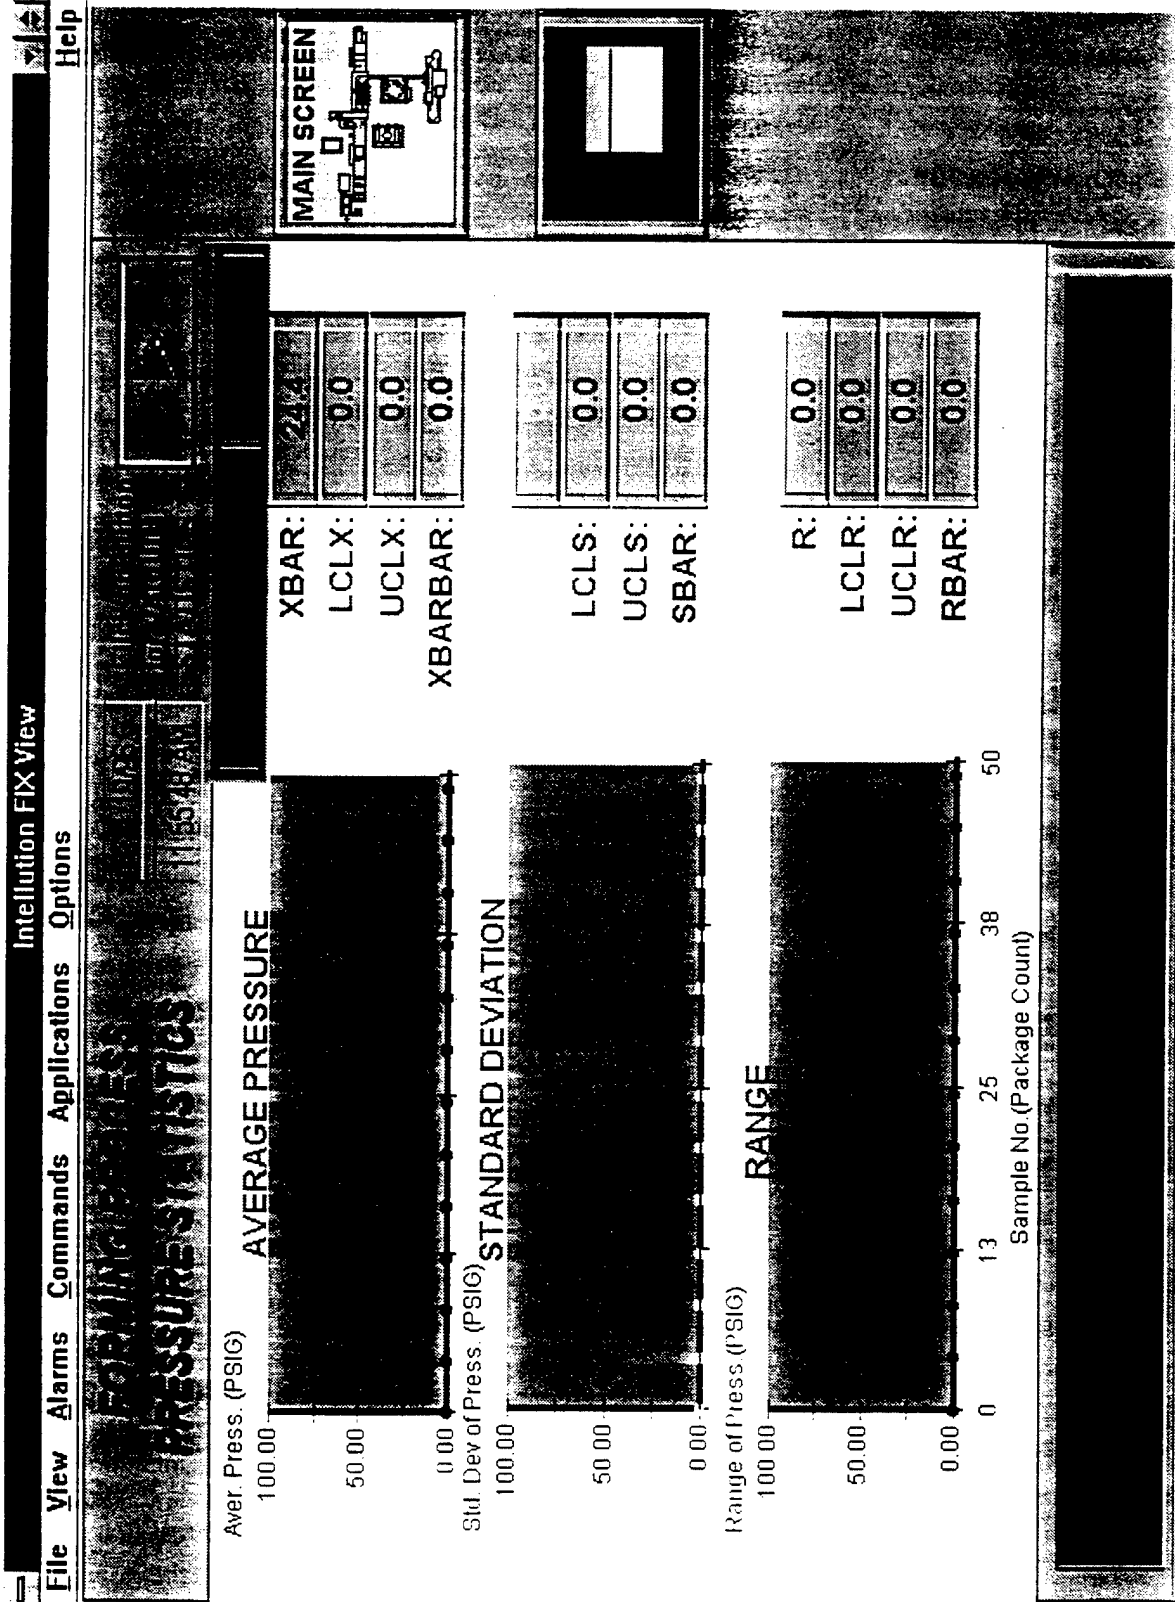 Intellution FIX View
File View Alarms Commands Applications Options Help
FORMING PRESS
PRESSURE STATISTICS
MAIN SCREEN
Aver. Press. (PSIG)
AVERAGE PRESSURE
100.00
50.00
0.00
XBAR: 24.4
LCLX: 0.0
UCLX: 0.0
XBARBAR: 0.0
Std. Dev of Press. (PSIG)
STANDARD DEVIATION
100.00
50.00
0.00
LCLS: 0.0
UCLS: 0.0
SBAR: 0.0
Range of Press (PSIG)
RANGE
100.00
50.00
0.00
R: 0.0
LCLR: 0.0
UCLR: 0.0
RBAR: 0.0
0 13 25 38 50
Sample No.(Package Count)